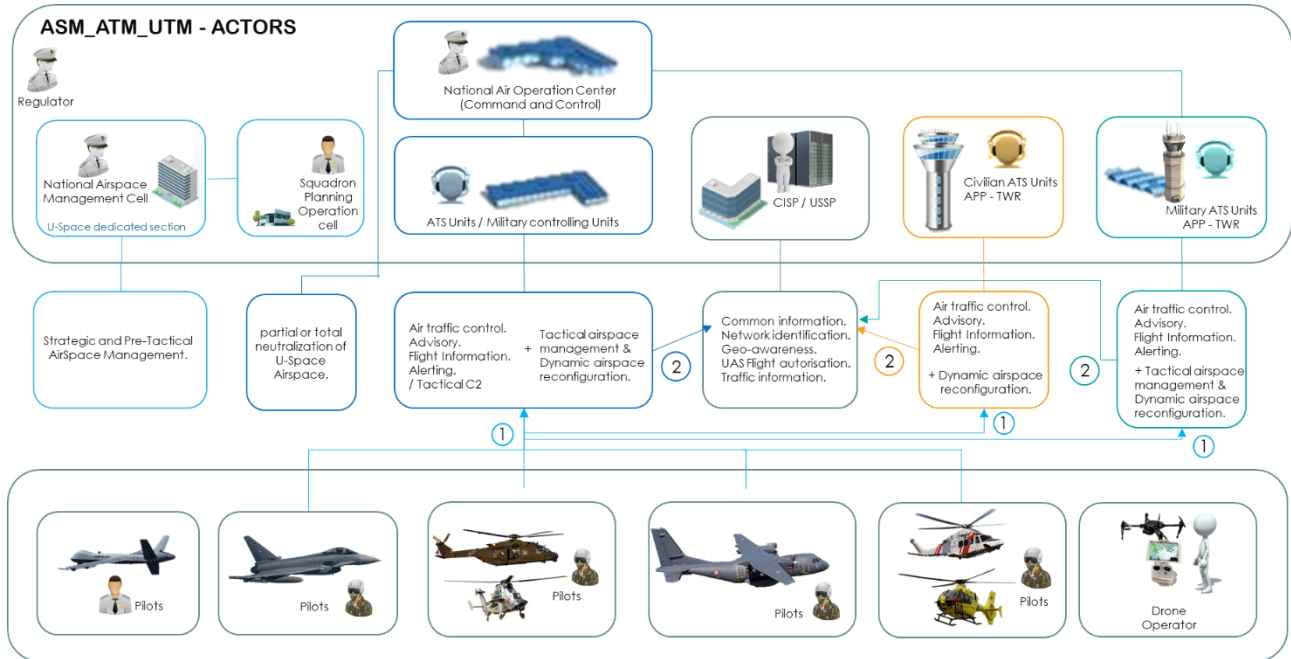 ASM_ATM_UTM - ACTORS
Regulator
National Air Operation Center
(Command and Control)
National Airspace
Management Cell
U-Space dedicated section
Squadron
Planning
Operation
cell
ATS Units / Military controlling Units
CISP / USSP
Civilian ATS Units
APP - TWR
Military ATS Units
APP - TWR
Strategic and Pre-Tactical
AirSpace Management.
partial or total
neutralization of
U-Space
Airspace.
Air traffic control.
Advisory.
Flight Information.
Alerting.
/ Tactical C2
+
Tactical airspace
management &
Dynamic airspace
reconfiguration.
2
Common information.
Network identification.
Geo-awareness.
UAS Flight autorisation.
Traffic information.
2
Air traffic control.
Advisory.
Flight Information.
Alerting.
+ Dynamic airspace
reconfiguration.
2
Air traffic control.
Advisory.
Flight Information.
Alerting.
+ Tactical airspace
management &
Dynamic airspace
reconfiguration.
1
1
1
Pilots
Pilots
Pilots
Pilots
Pilots
Drone
Operator